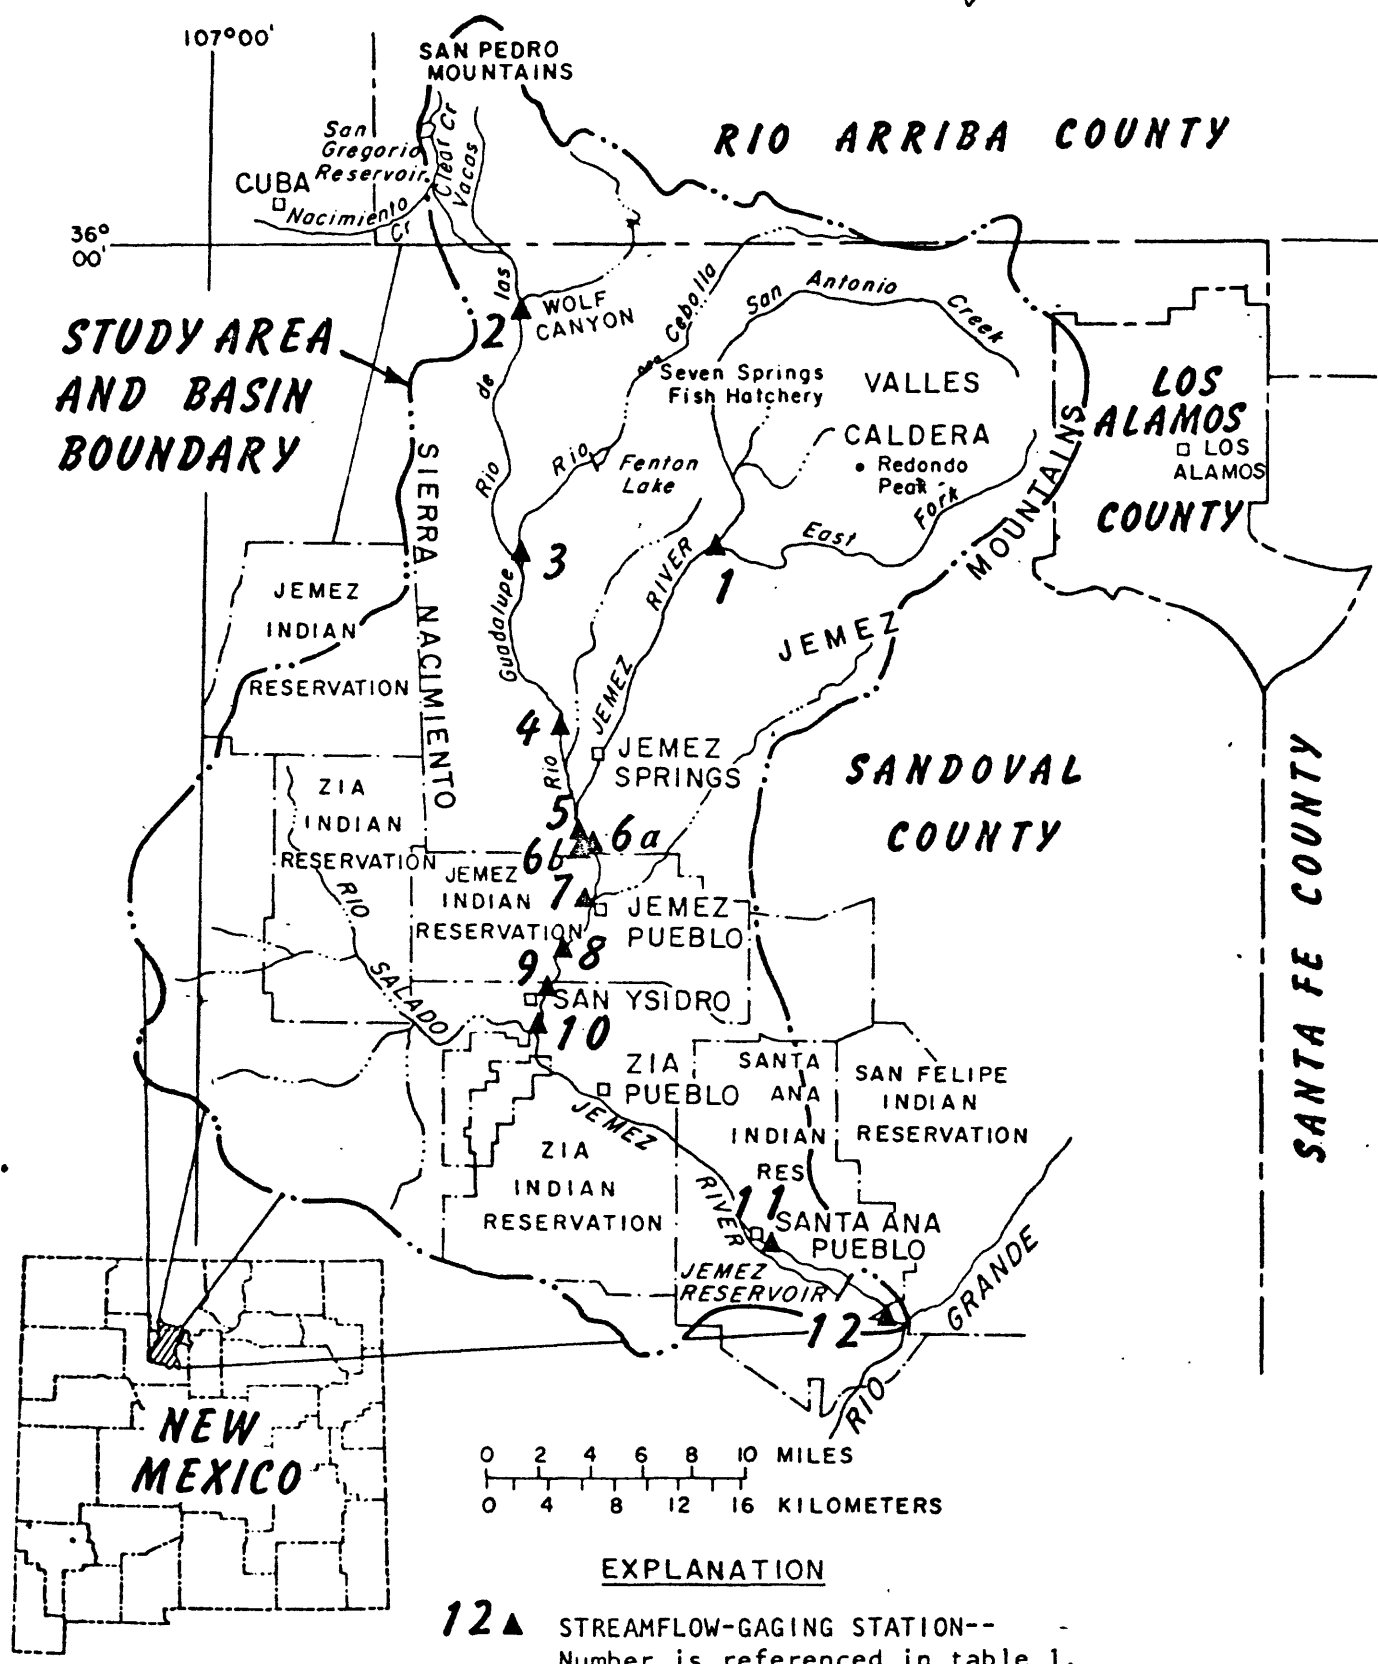 107°00'
SAN PEDRO
MOUNTAINS
RIO ARRIBA COUNTY
San
Gregorio
Reservoir
Clear Cr
Vacas
CUBA
Nacimiento
Cr
36°
00'
las
WOLF
CANYON
2
Cebolla
San Antonio Creek
STUDY AREA
AND BASIN
BOUNDARY
de
Seven Springs
Fish Hatchery
VALLES
CALDERA
Redondo
Peak
LOS
ALAMOS
COUNTY
LOS
ALAMOS
SIERRA NACIMIENTO
Rio
Rio
Fenton
Lake
East Fork
JEMEZ MOUNTAINS
3
1
JEMEZ RIVER
Guadalupe
JEMEZ
INDIAN
RESERVATION
4
Rio
JEMEZ
SPRINGS
SANDOVAL
COUNTY
SANTA FE COUNTY
ZIA
INDIAN
RESERVATION
5
6a
6b
JEMEZ
INDIAN
RESERVATION
7
JEMEZ
PUEBLO
RIO SALADO
8
9
SAN YSIDRO
10
ZIA
PUEBLO
SANTA
ANA
INDIAN
RES
SAN FELIPE
INDIAN
RESERVATION
JEMEZ RIVER
ZIA
INDIAN
RESERVATION
11
SANTA ANA
PUEBLO
JEMEZ
RESERVOIR
12
RIO GRANDE
NEW
MEXICO
0 2 4 6 8 10 MILES
0 4 8 12 16 KILOMETERS
EXPLANATION
12 STREAMFLOW-GAGING STATION--
Number is referenced in table 1.